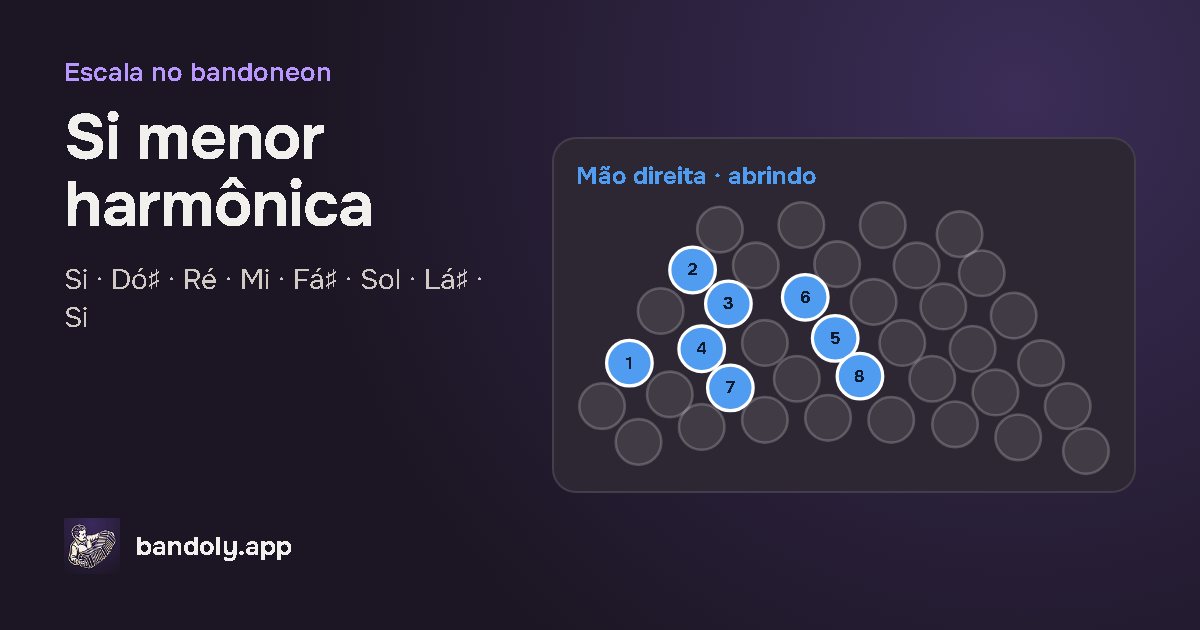 Escala no bandoneon
Si menor
harmônica
Si · Dó♯ · Ré · Mi · Fá♯ · Sol · Lá♯ ·
Si
Mão direita · abrindo
2
3
6
5
4
1
8
7
bandoly.app